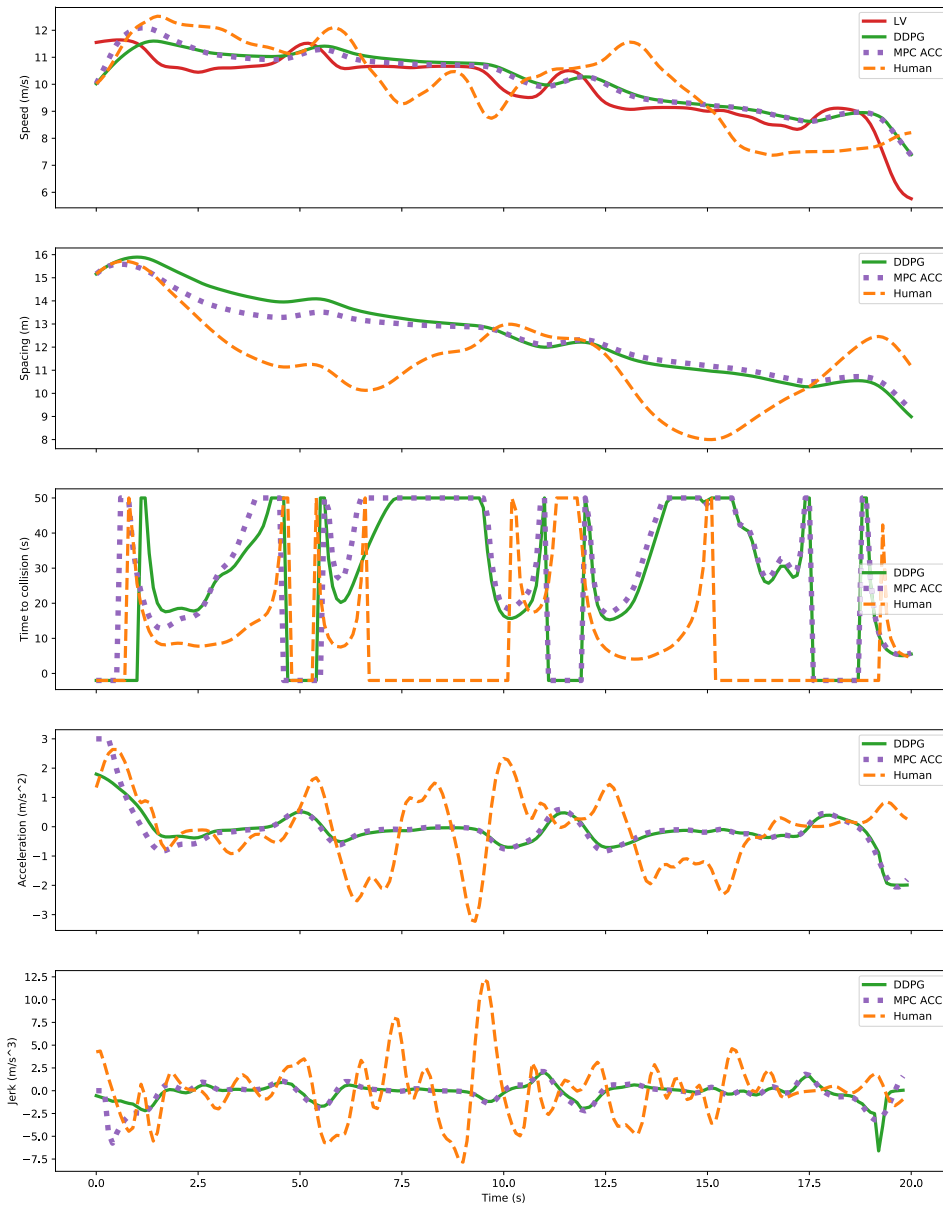 12
11
10
9
8
7
6
Speed (m/s)
LV
DDPG
MPC ACC
Human
16
15
14
13
12
11
10
9
8
Spacing (m)
DDPG
MPC ACC
Human
50
40
30
20
10
0
Time to collision (s)
DDPG
MPC ACC
Human
3
2
1
0
−1
−2
−3
Acceleration (m/s^2)
DDPG
MPC ACC
Human
12.5
10.0
7.5
5.0
2.5
0.0
−2.5
−5.0
−7.5
Jerk (m/s^3)
DDPG
MPC ACC
Human
0.0 2.5 5.0 7.5 10.0 12.5 15.0 17.5 20.0
Time (s)